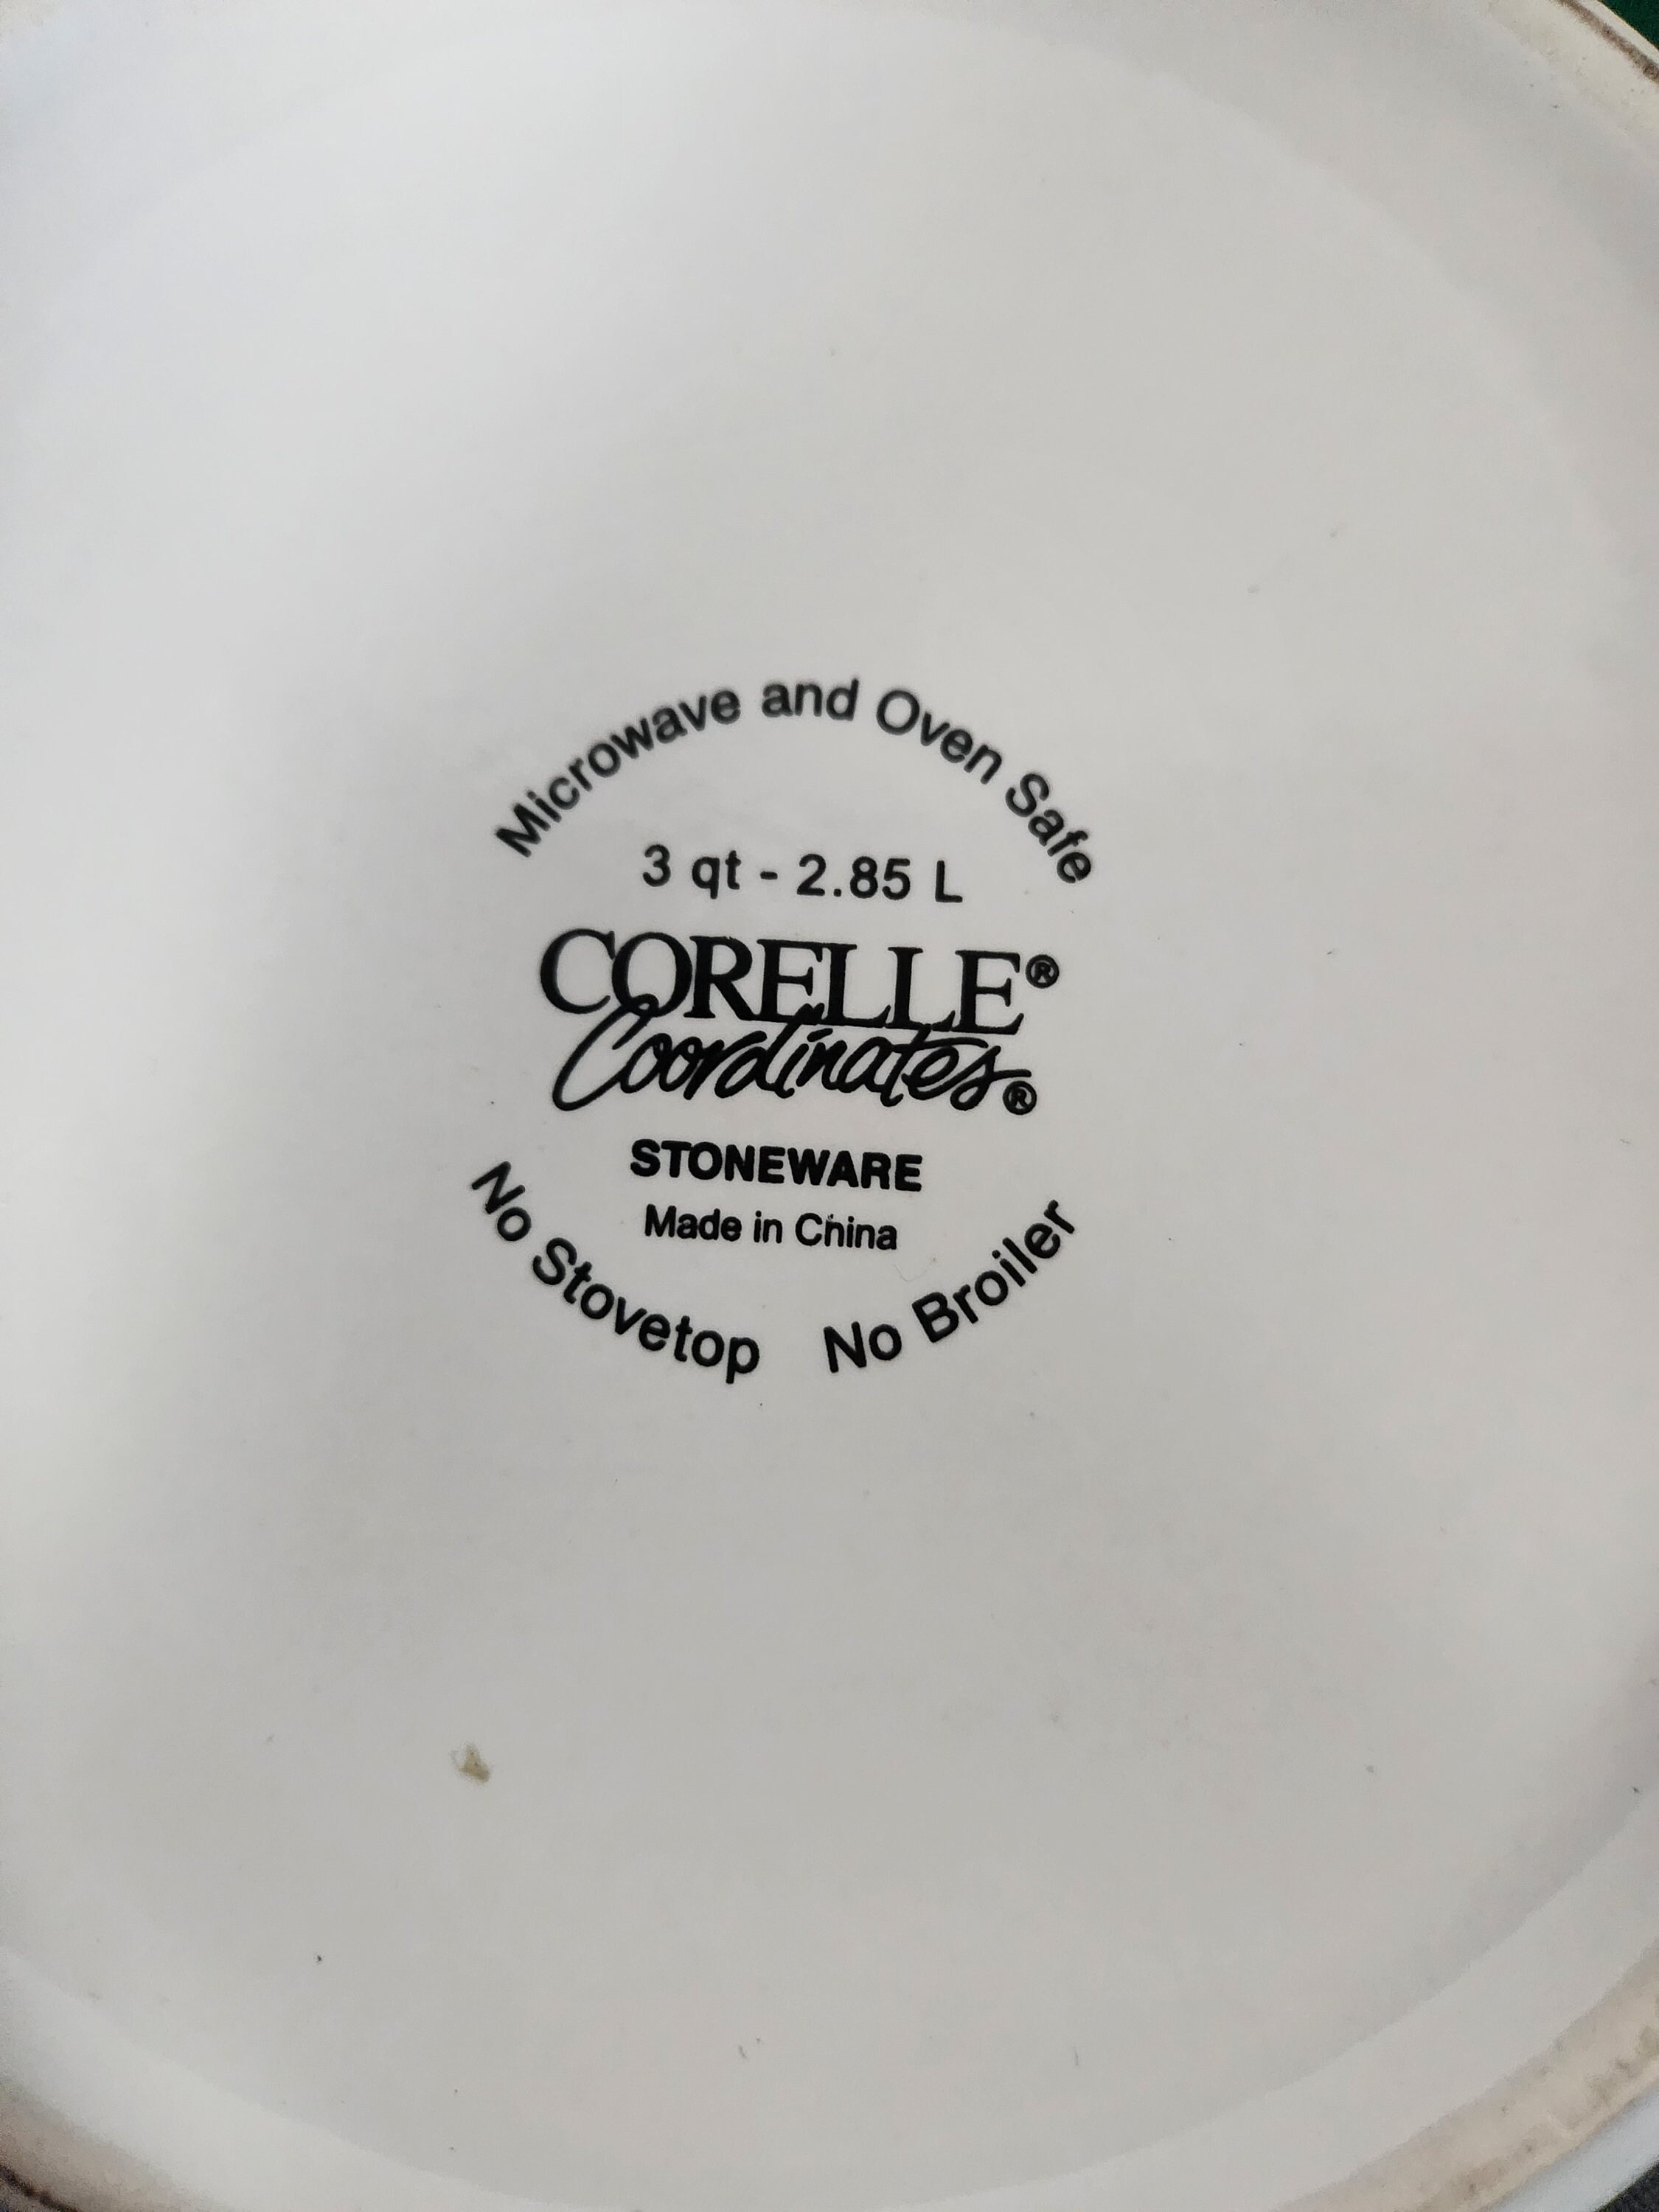 Microwave and Oven Safe
3 qt - 2.85 L
CORELLE®
Coordinates®
STONEWARE
Made in China
No Stovetop No Broiler